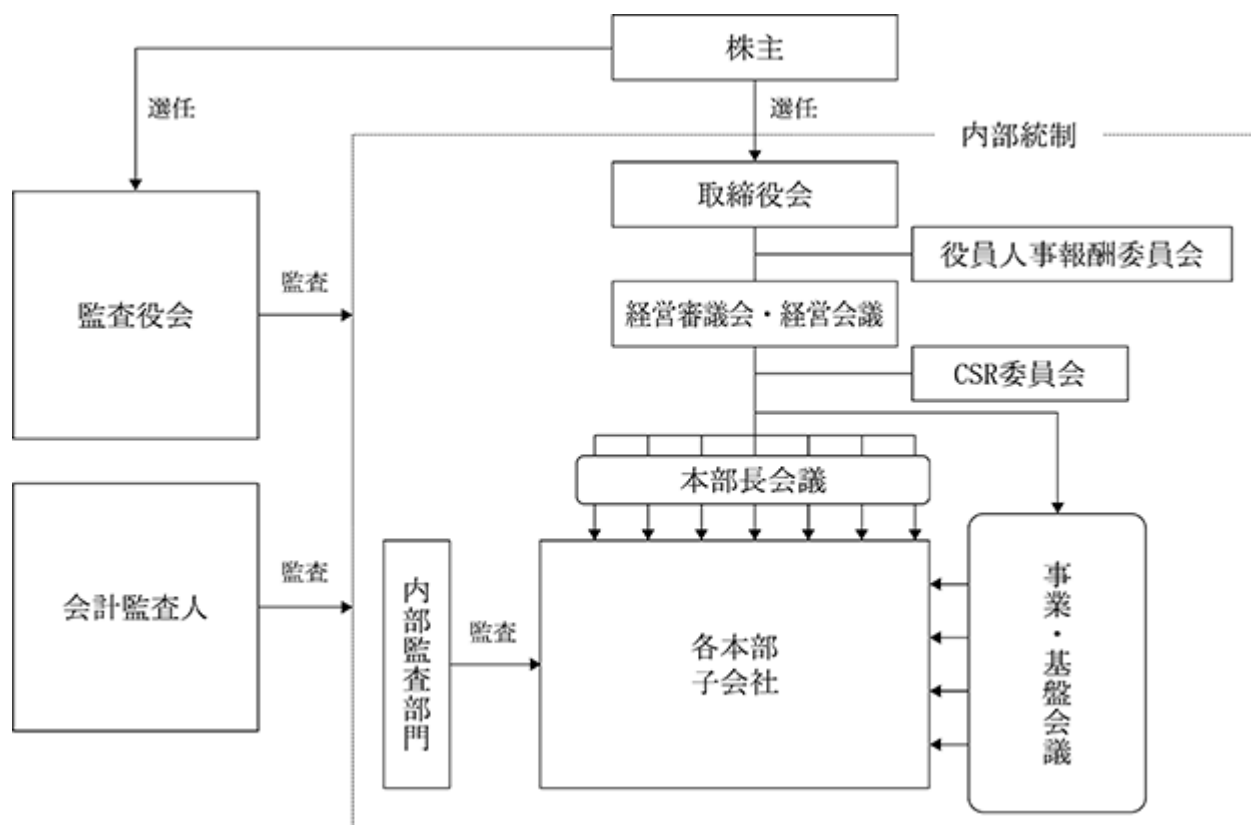 株主
選任
選任
内部統制
取締役会
役員人事報酬委員会
監査役会
監査
経営審議会・経営会議
CSR委員会
本部長会議
会計監査人
監査
内部監査部門
監査
各本部
子会社
事業・基盤会議